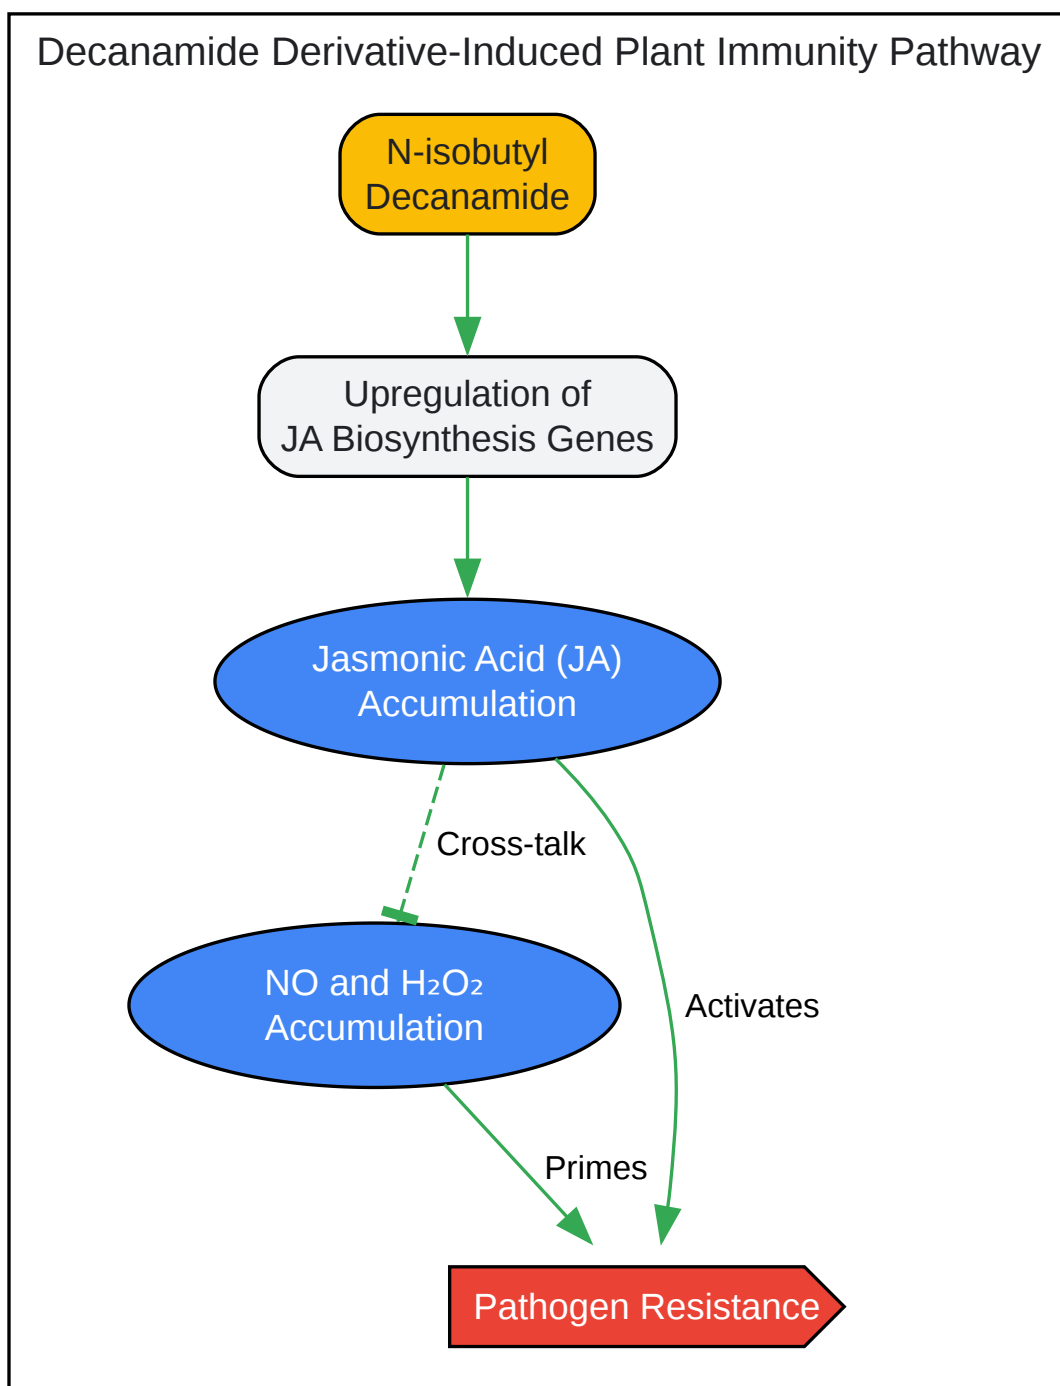 Decanamide Derivative-Induced Plant Immunity Pathway
N-isobutyl
Decanamide
Upregulation of
JA Biosynthesis Genes
Jasmonic Acid (JA)
Accumulation
Cross-talk
NO and H₂O₂
Accumulation
Activates
Primes
Pathogen Resistance